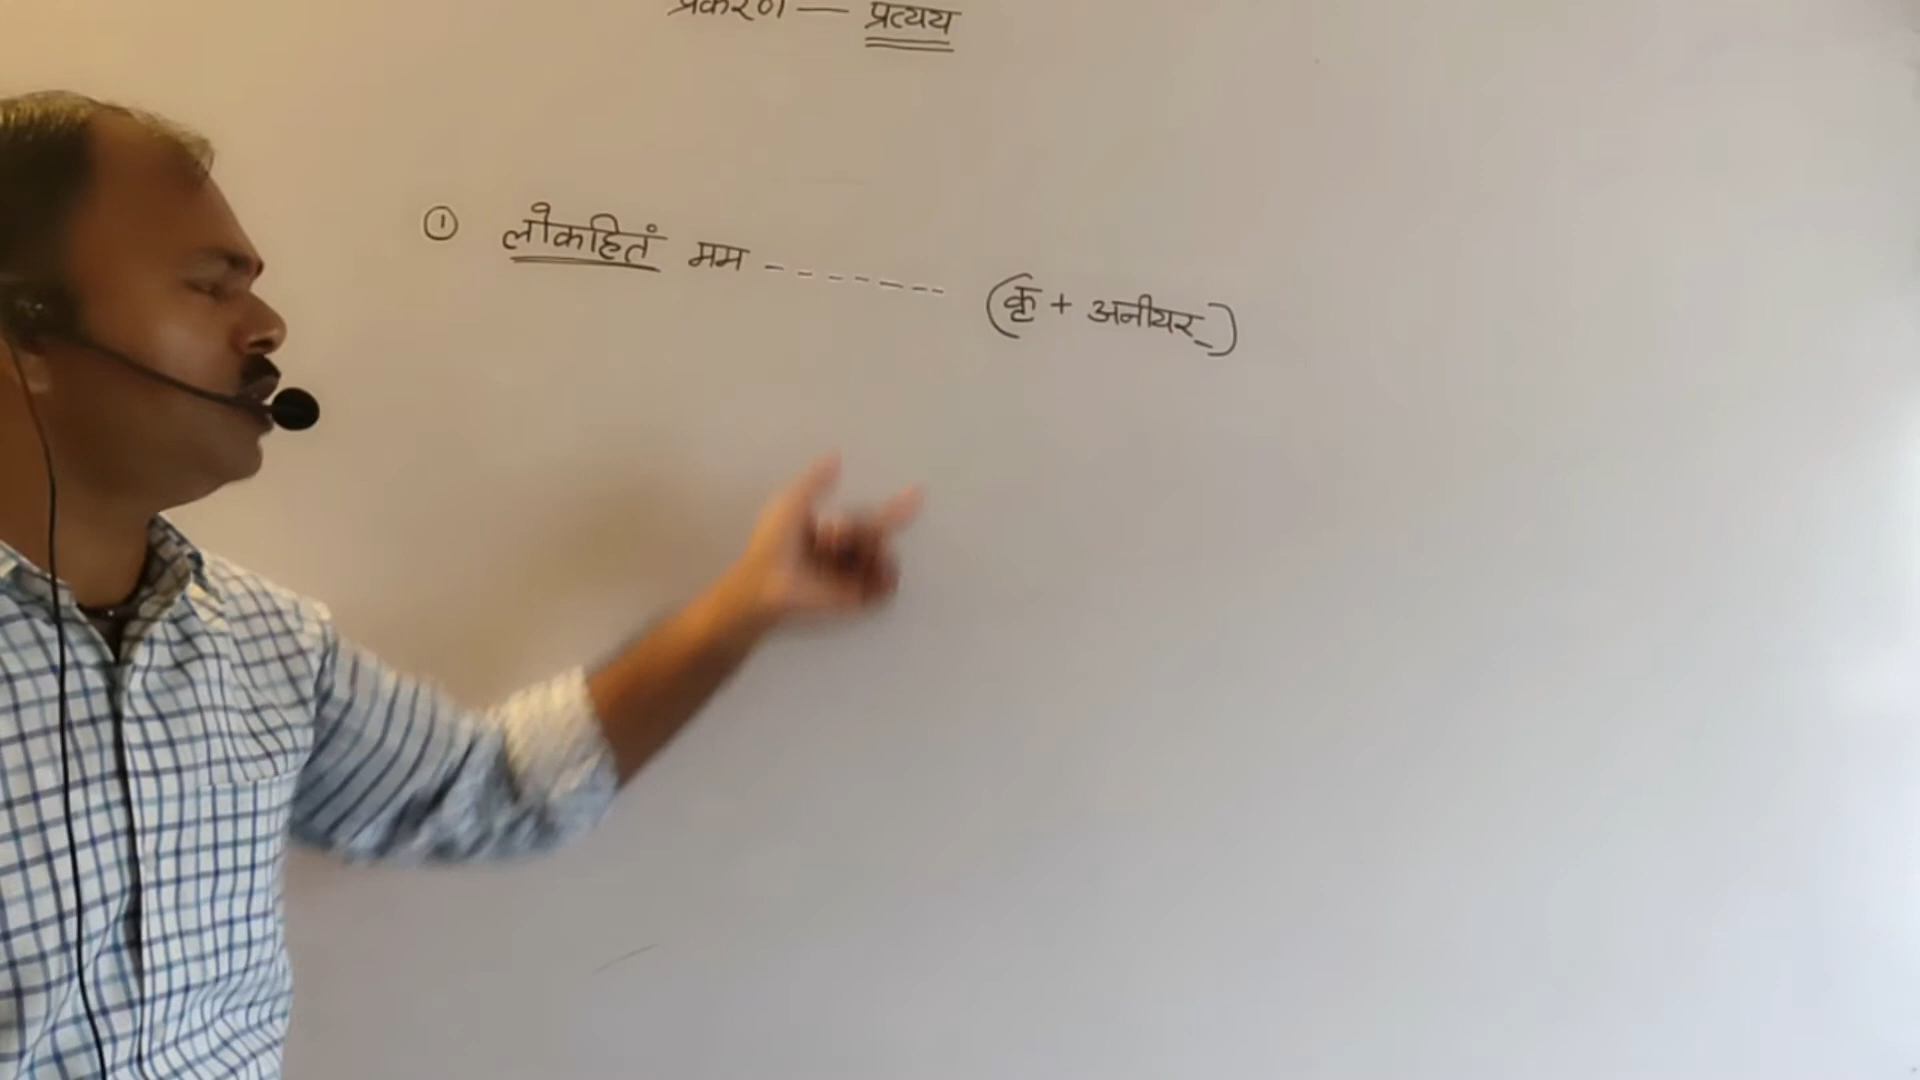 प्रकरण — प्रत्यय
① लोकहितं मम - - - - - - - (कृ + अनीयर्)